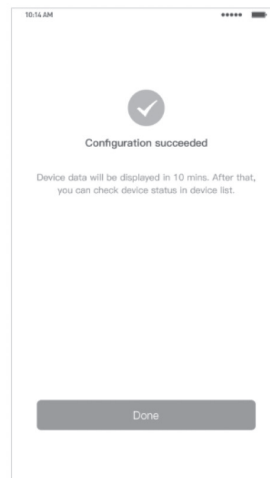 10:14 AM
Configuration succeeded
Device data will be displayed in 10 mins. After that,
you can check device status in device list.
Done